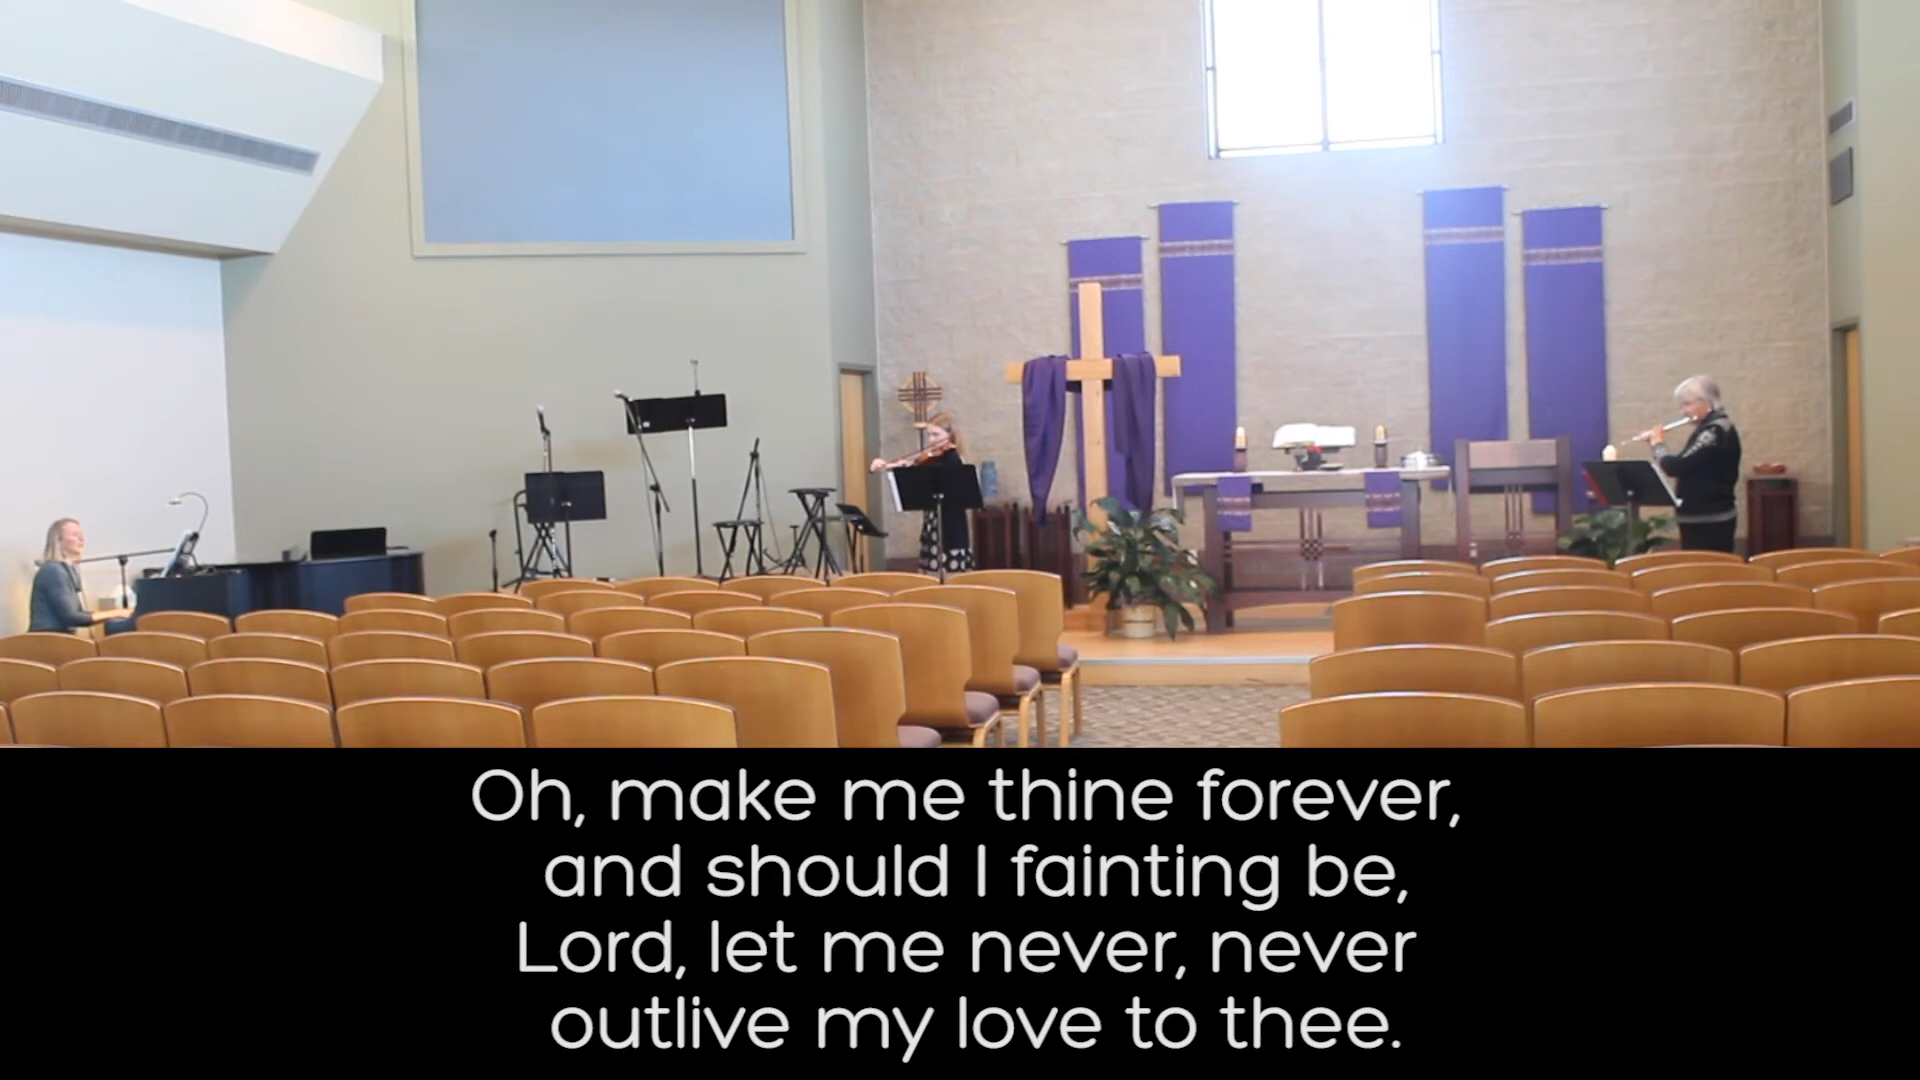 Oh, make me thine forever,
and should I fainting be,
Lord, let me never, never
outlive my love to thee.